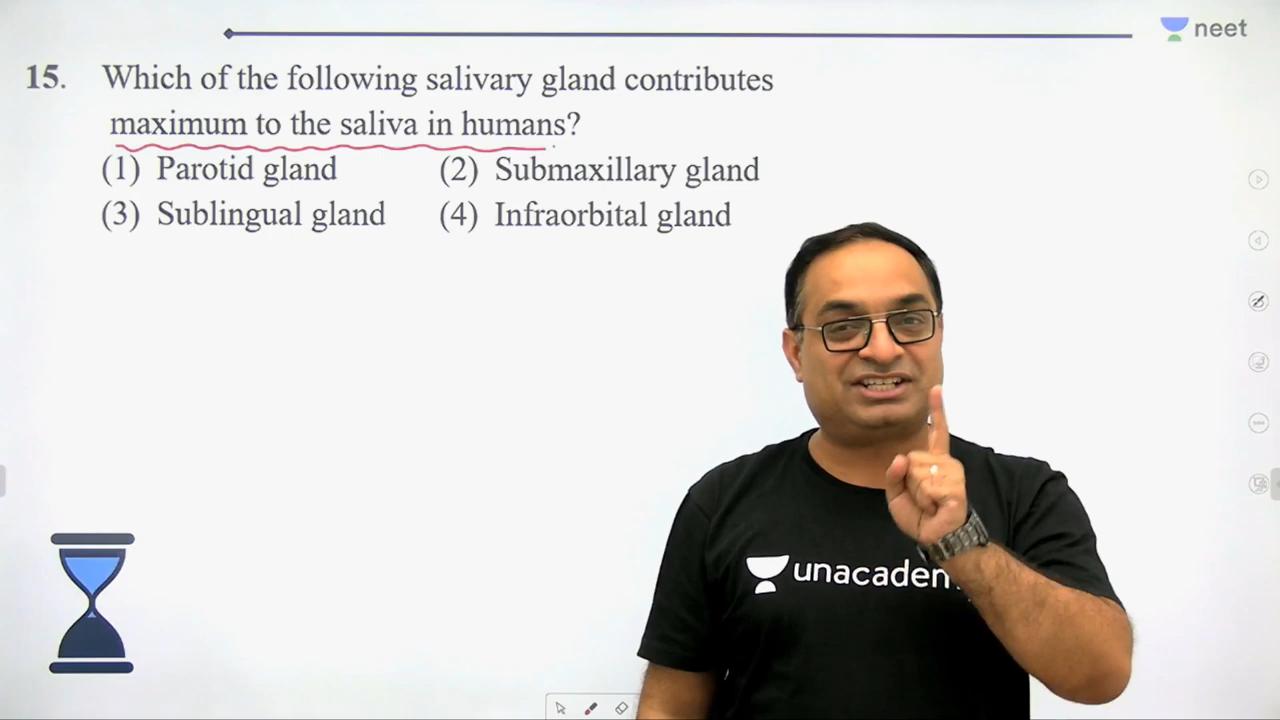 neet
15. Which of the following salivary gland contributes
maximum to the saliva in humans?
(1) Parotid gland (2) Submaxillary gland
(3) Sublingual gland (4) Infraorbital gland